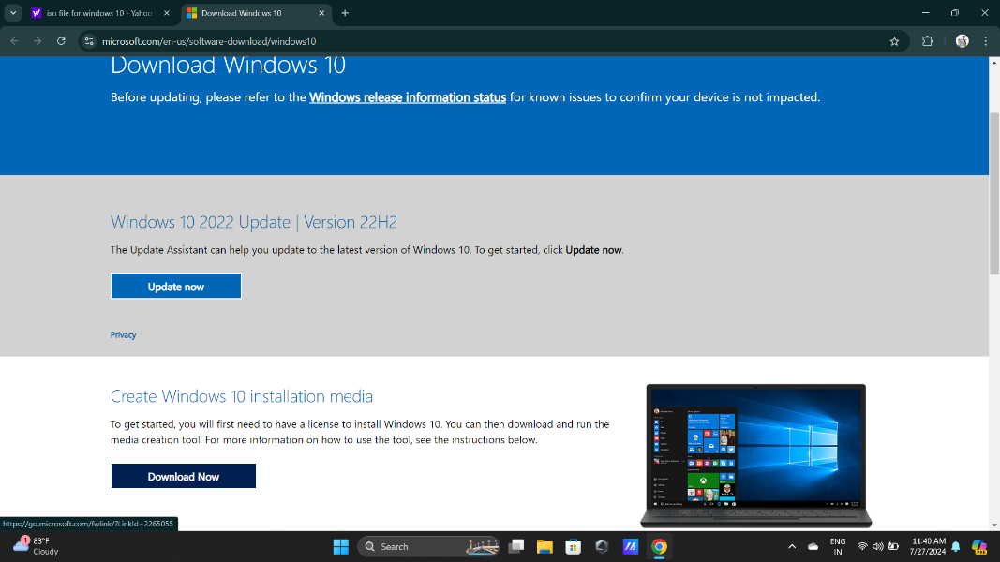 iso file for windows 10 - Yahoo
Download Windows 10
microsoft.com/en-us/software-download/windows10
Download Windows 10
Before updating, please refer to the Windows release information status for known issues to confirm your device is not impacted.
Windows 10 2022 Update | Version 22H2
The Update Assistant can help you update to the latest version of Windows 10. To get started, click Update now.
Update now
Privacy
Create Windows 10 installation media
To get started, you will first need to have a license to install Windows 10. You can then download and run the
media creation tool. For more information on how to use the tool, see the instructions below.
Download Now
https://go.microsoft.com/fwlink/?LinkId=2265055
1
83°F
Cloudy
Search
ENG
IN
11:40 AM
7/27/2024